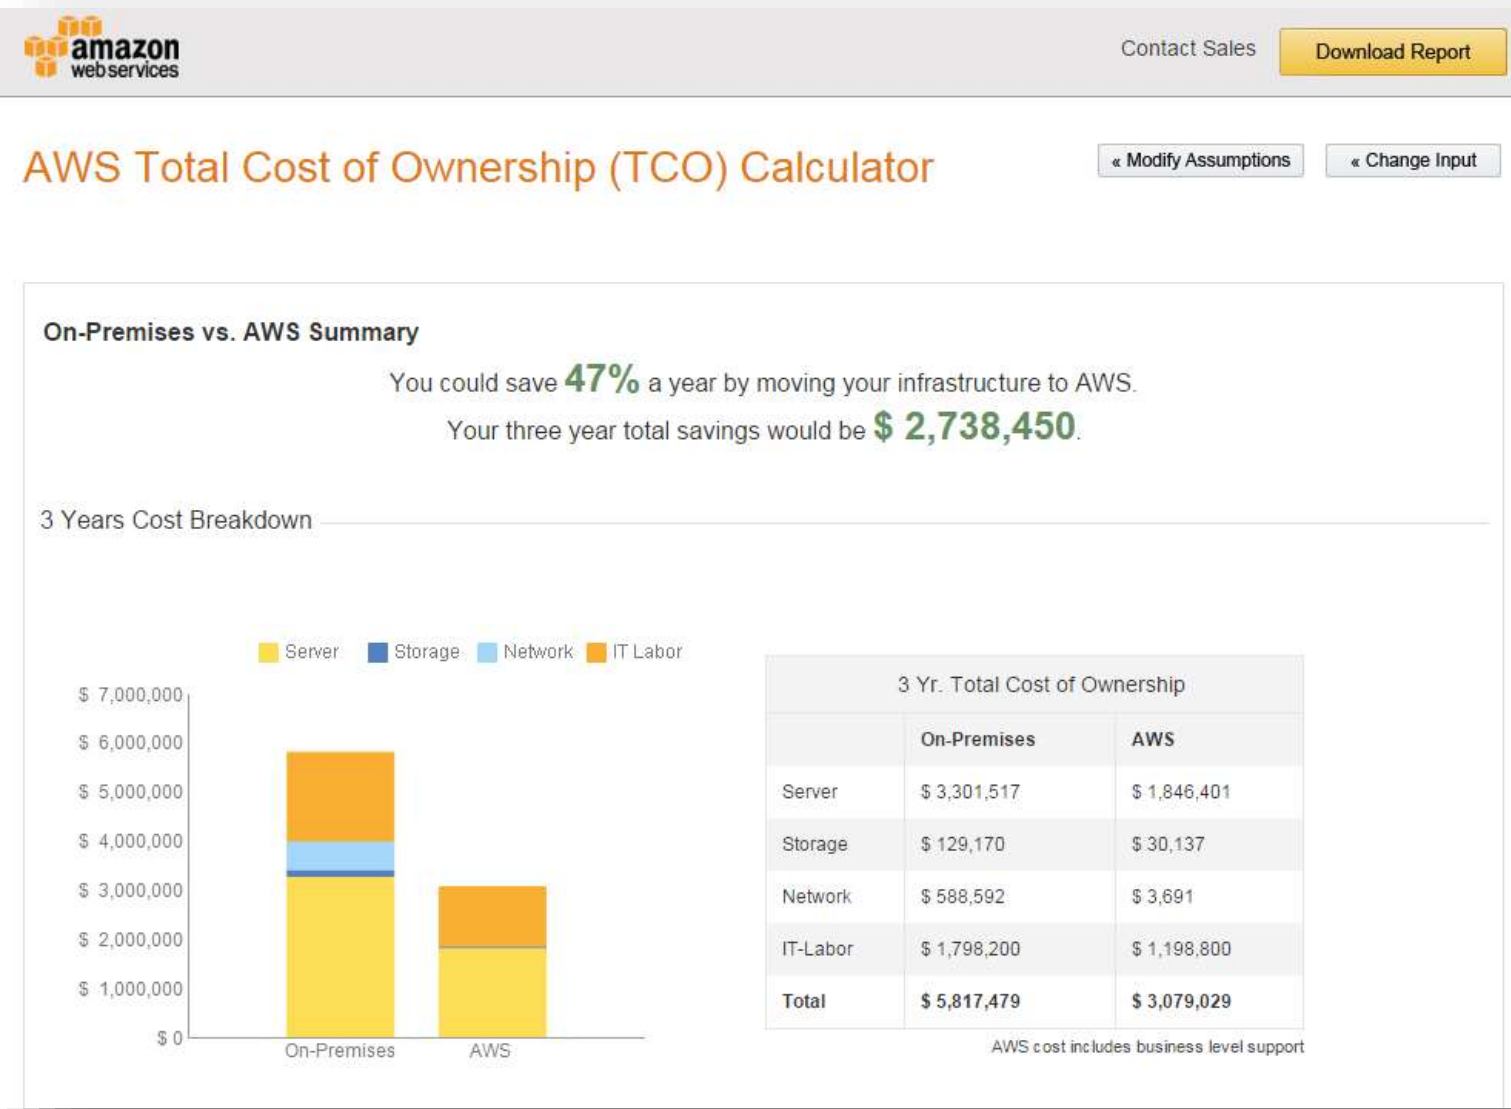 amazon
webservices
Contact Sales
Download Report
AWS Total Cost of Ownership (TCO) Calculator
« Modify Assumptions
« Change Input
On-Premises vs. AWS Summary
You could save 47% a year by moving your infrastructure to AWS.
Your three year total savings would be $ 2,738,450.
3 Years Cost Breakdown
Server Storage Network IT Labor
$ 7,000,000
$ 6,000,000
$ 5,000,000
$ 4,000,000
$ 3,000,000
$ 2,000,000
$ 1,000,000
$ 0
On-Premises AWS
3 Yr. Total Cost of Ownership
On-Premises AWS
Server $ 3,301,517 $ 1,846,401
Storage $ 129,170 $ 30,137
Network $ 588,592 $ 3,691
IT-Labor $ 1,798,200 $ 1,198,800
Total $ 5,817,479 $ 3,079,029
AWS cost includes business level support